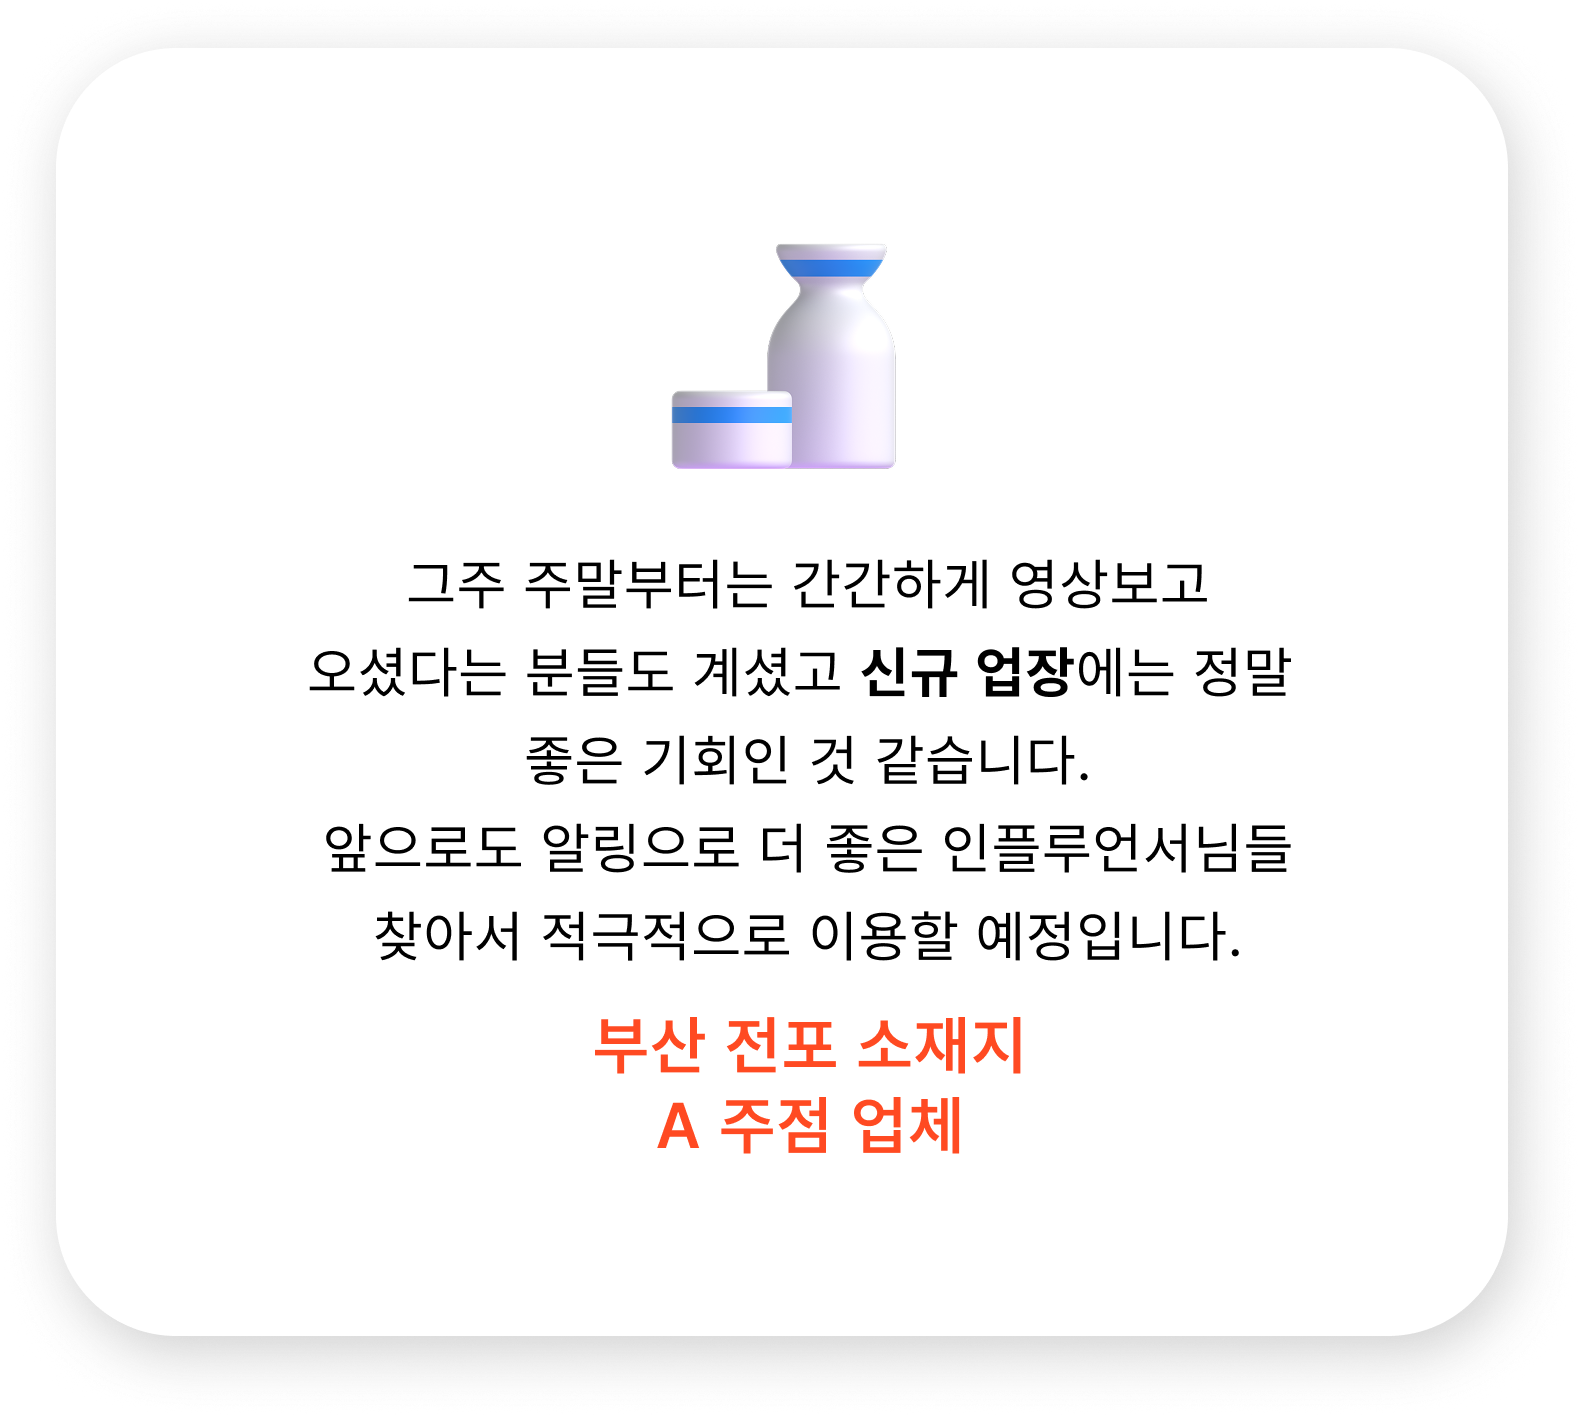 그주 주말부터는 간간하게 영상보고
오셨다는 분들도 계셨고 신규 업장에는 정말
좋은 기회인 것 같습니다.
앞으로도 알링으로 더 좋은 인플루언서님들
찾아서 적극적으로 이용할 예정입니다.
부산 전포 소재지
A 주점 업체